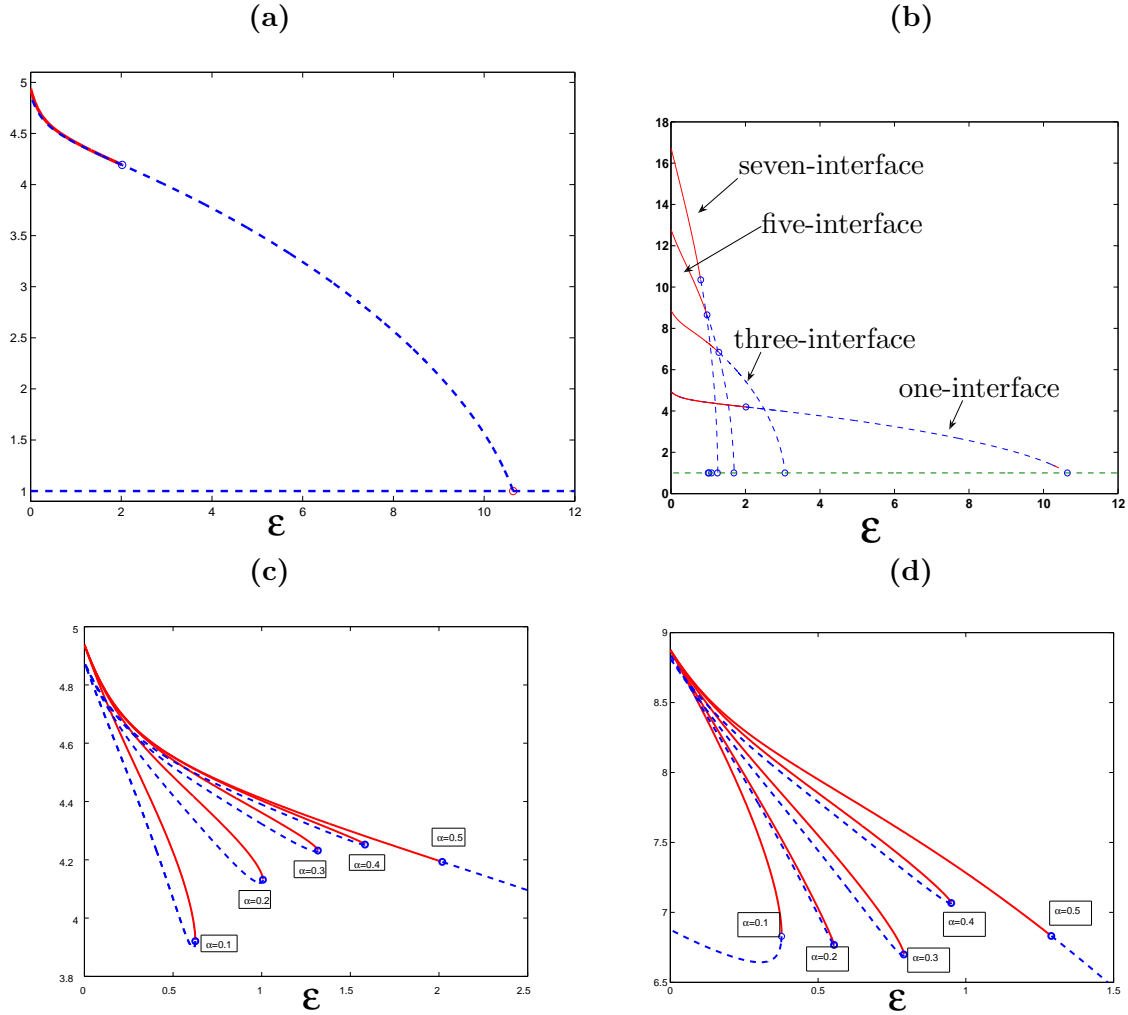 (a)
5
4.5
4
3.5
3
2.5
2
1.5
1
0 2 4 6 8 10 12
ε
(b)
18
16
14
12
10
8
6
4
2
0
seven-interface
five-interface
three-interface
one-interface
0 2 4 6 8 10 12
ε
(c)
5
4.8
4.6
4.4
4.2
4
3.8
α=0.5
α=0.4
α=0.3
α=0.2
α=0.1
0 0.5 1 1.5 2 2.5
ε
(d)
9
8.5
8
7.5
7
6.5
α=0.1
α=0.2
α=0.3
α=0.4
α=0.5
0 0.5 1 1.5
ε